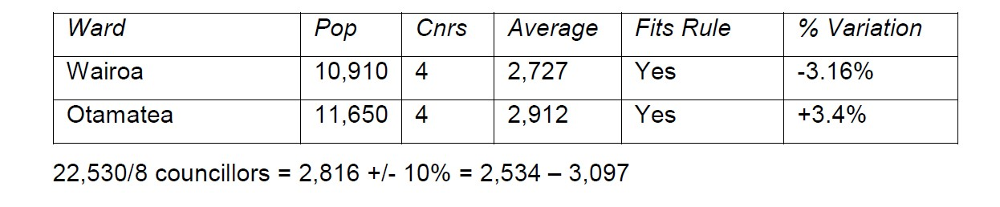 Ward Pop Cnrs Average Fits Rule % Variation
Wairoa 10,910 4 2,727 Yes -3.16%
Otamatea 11,650 4 2,912 Yes +3.4%
22,530/8 councillors = 2,816 +/- 10% = 2,534 – 3,097